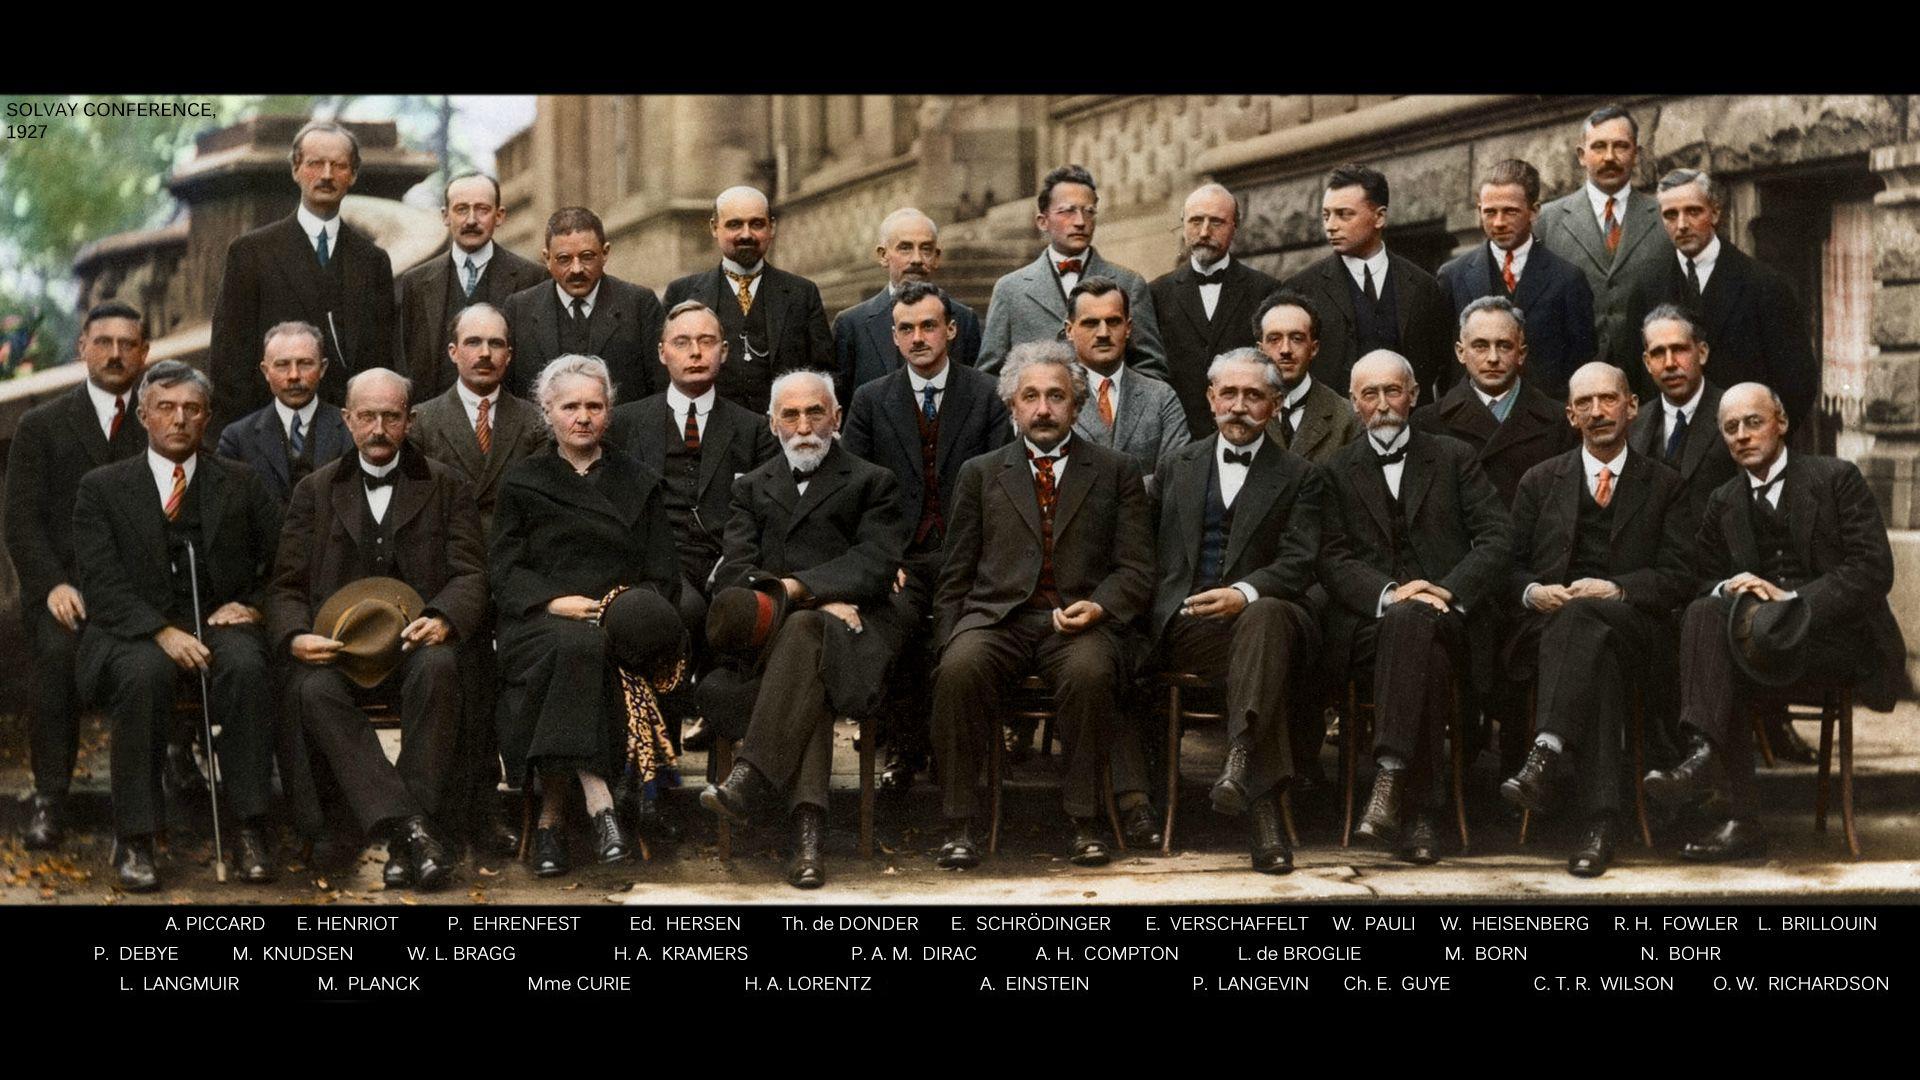 SOLVAY CONFERENCE,
1927
A. PICCARD E. HENRIOT P. EHRENFEST Ed. HERSEN Th. de DONDER E. SCHRÖDINGER E. VERSCHAFFELT W. PAULI W. HEISENBERG R. H. FOWLER L. BRILLOUIN
P. DEBYE M. KNUDSEN W. L. BRAGG H. A. KRAMERS P. A. M. DIRAC A. H. COMPTON L. de BROGLIE M. BORN N. BOHR
L. LANGMUIR M. PLANCK Mme CURIE H. A. LORENTZ A. EINSTEIN P. LANGEVIN Ch. E. GUYE C. T. R. WILSON O. W. RICHARDSON